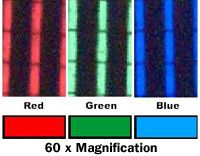 Red Green Blue
60 x Magnification